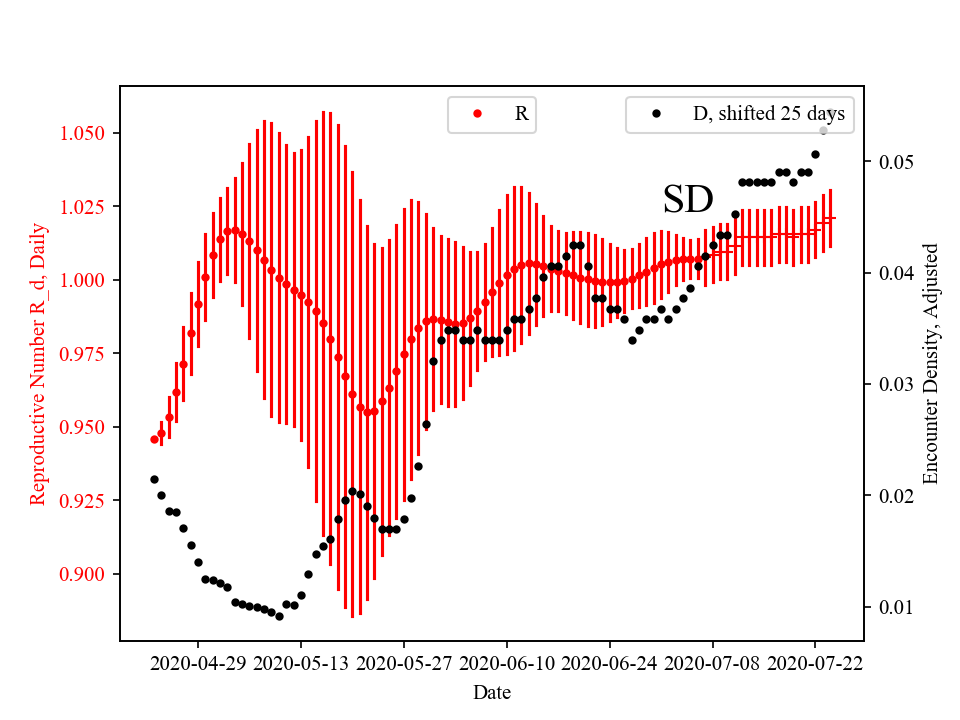 R
D, shifted 25 days
SD
Reproductive Number R_d, Daily
1.050
1.025
1.000
0.975
0.950
0.925
0.900
0.05
0.04
0.03
0.02
0.01
Encounter Density, Adjusted
2020-04-29 2020-05-13 2020-05-27 2020-06-10 2020-06-24 2020-07-08 2020-07-22
Date